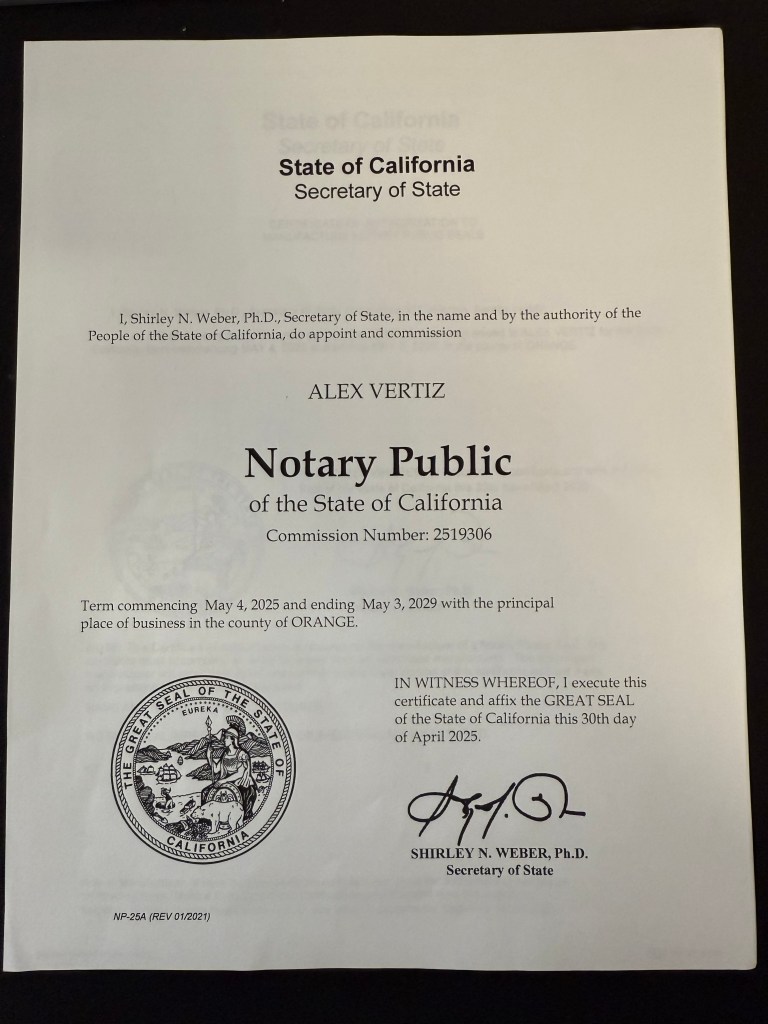 State of California
Secretary of State
I, Shirley N. Weber, Ph.D., Secretary of State, in the name and by the authority of the
People of the State of California, do appoint and commission
ALEX VERTIZ
Notary Public
of the State of California
Commission Number: 2519306
Term commencing May 4, 2025 and ending May 3, 2029 with the principal
place of business in the county of ORANGE.
IN WITNESS WHEREOF, I execute this
certificate and affix the GREAT SEAL
of the State of California this 30th day
of April 2025.
THE GREAT SEAL OF THE STATE OF
CALIFORNIA
EUREKA
SHIRLEY N. WEBER, Ph.D.
Secretary of State
NP-25A (REV 01/2021)